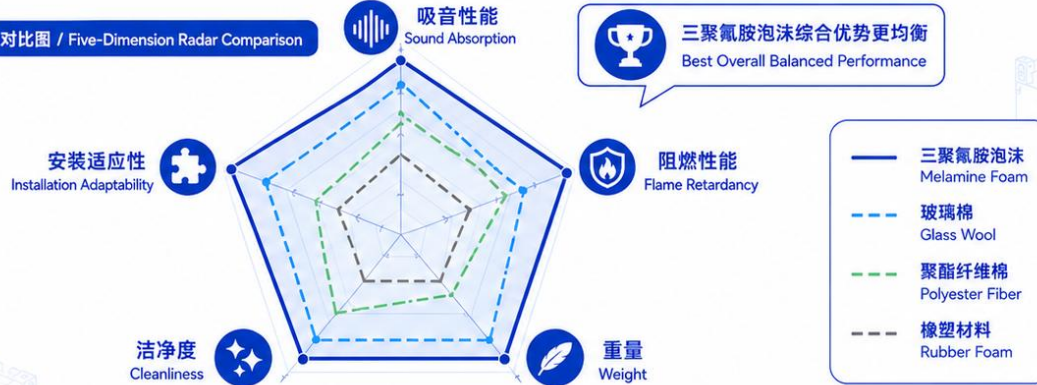 对比图 / Five-Dimension Radar Comparison
吸音性能
Sound Absorption
三聚氰胺泡沫综合优势更均衡
Best Overall Balanced Performance
安装适应性
Installation Adaptability
阻燃性能
Flame Retardancy
洁净度
Cleanliness
重量
Weight
三聚氰胺泡沫
Melamine Foam
玻璃棉
Glass Wool
聚酯纤维棉
Polyester Fiber
橡塑材料
Rubber Foam